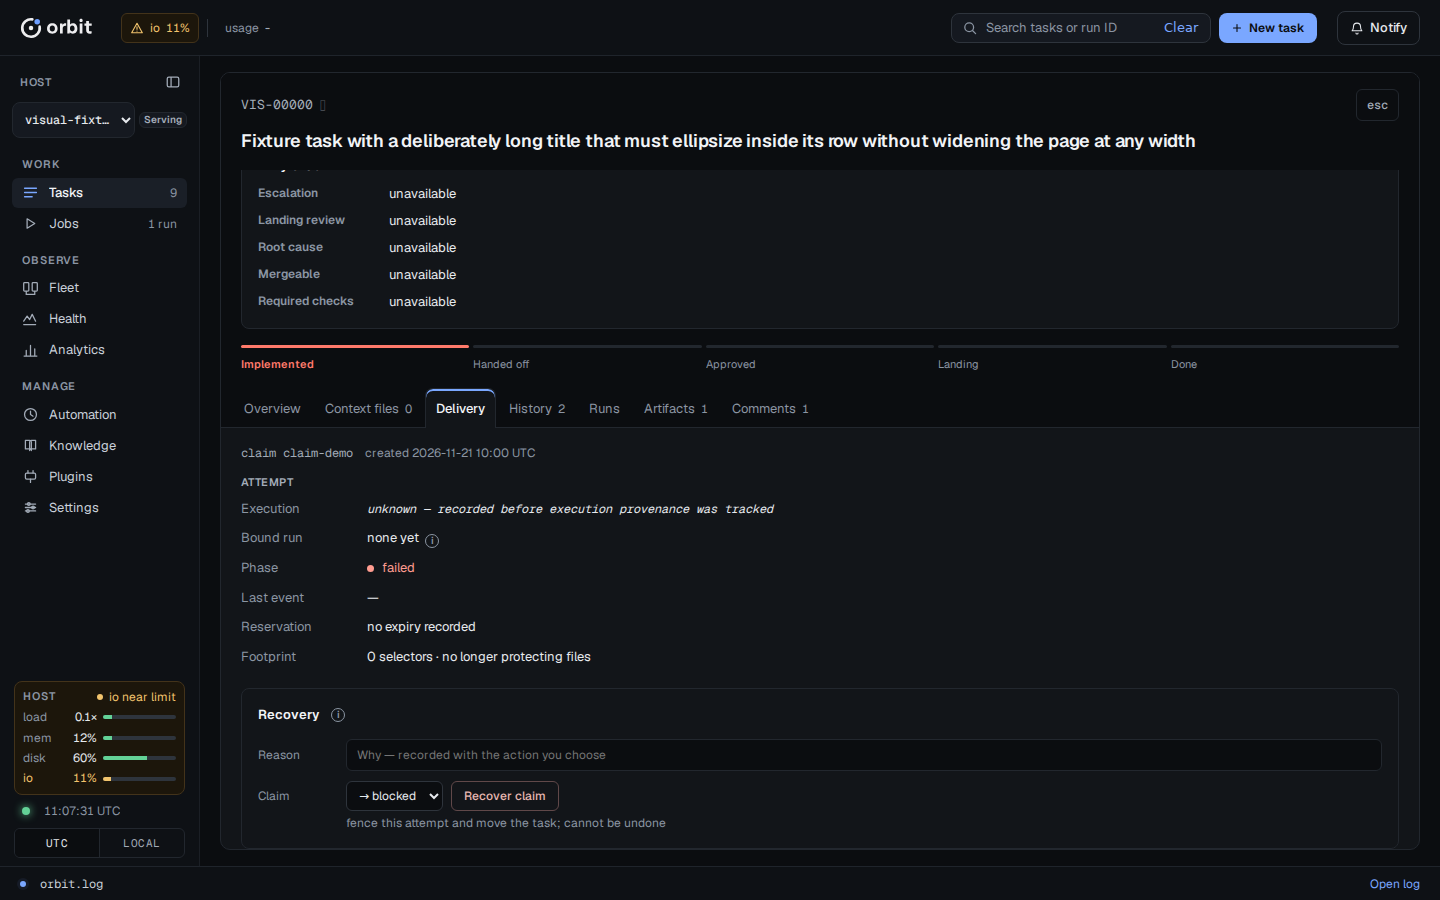 orbit
io 11%
usage -
Search tasks or run ID
Clear
+ New task
Notify
HOST
visual-fixt...
Serving
WORK
Tasks 9
Jobs 1 run
OBSERVE
Fleet
Health
Analytics
MANAGE
Automation
Knowledge
Plugins
Settings
HOST io near limit
load 0.1×
mem 12%
disk 60%
io 11%
11:07:31 UTC
UTC LOCAL
VIS-00000
esc
Fixture task with a deliberately long title that must ellipsize inside its row without widening the page at any width
Escalation unavailable
Landing review unavailable
Root cause unavailable
Mergeable unavailable
Required checks unavailable
Implemented Handed off Approved Landing Done
Overview Context files 0 Delivery History 2 Runs Artifacts 1 Comments 1
claim claim-demo created 2026-11-21 10:00 UTC
ATTEMPT
Execution unknown — recorded before execution provenance was tracked
Bound run none yet
Phase failed
Last event —
Reservation no expiry recorded
Footprint 0 selectors · no longer protecting files
Recovery
Reason Why — recorded with the action you choose
Claim → blocked Recover claim
fence this attempt and move the task; cannot be undone
orbit.log
Open log